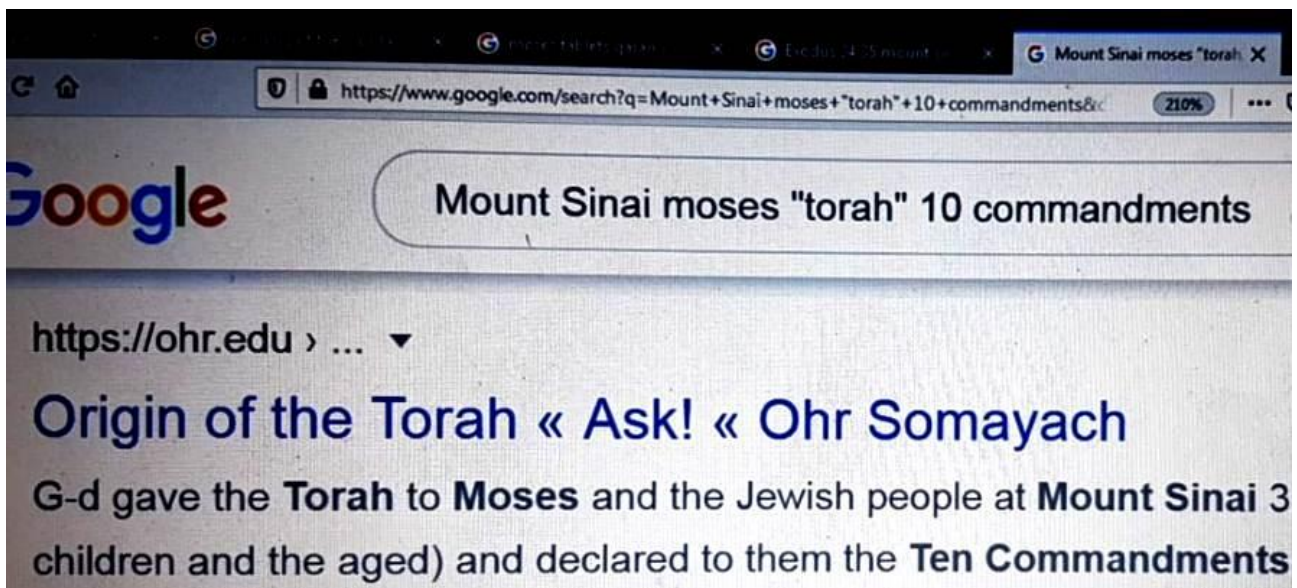 Mount Sinai moses "torah
https://www.google.com/search?q=Mount+Sinai+moses+"torah"+10+commandments& 210%
Google
Mount Sinai moses "torah" 10 commandments
https://ohr.edu › ...
Origin of the Torah « Ask! « Ohr Somayach
G-d gave the Torah to Moses and the Jewish people at Mount Sinai 3
children and the aged) and declared to them the Ten Commandments